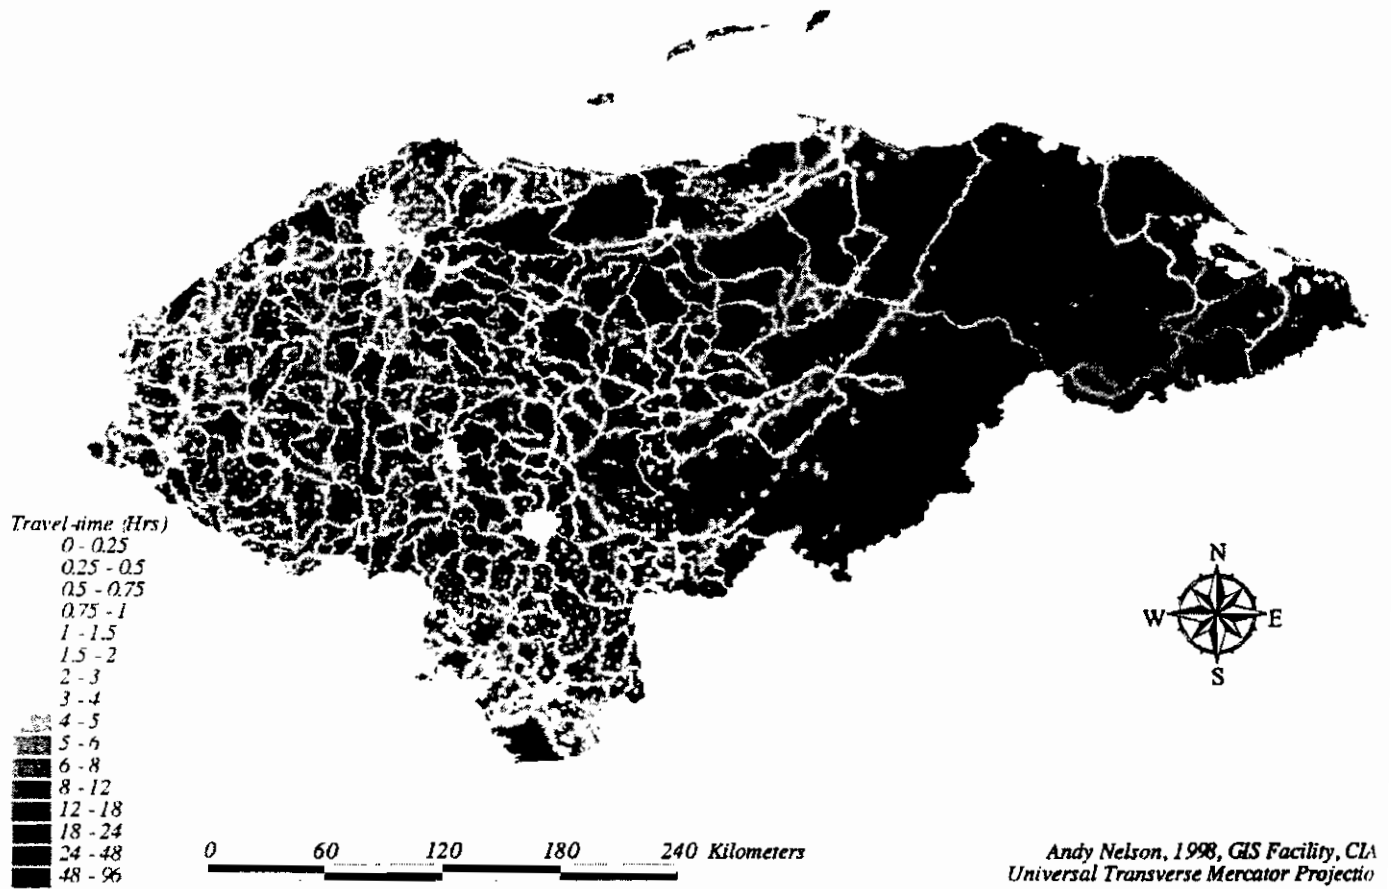 Travel-time (Hrs)
0 - 0.25
0.25 - 0.5
0.5 - 0.75
0.75 - 1
1 - 1.5
1.5 - 2
2 - 3
3 - 4
4 - 5
5 - 6
6 - 8
8 - 12
12 - 18
18 - 24
24 - 48
48 - 96
N
W E
S
0 60 120 180 240 Kilometers
Andy Nelson, 1998, GIS Facility, CIA
Universal Transverse Mercator Projectio